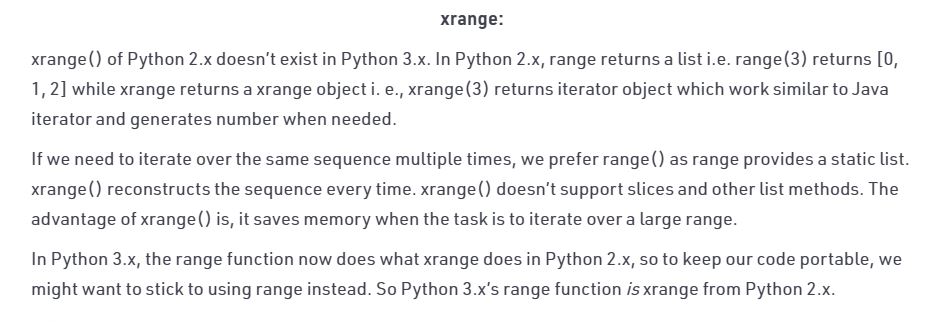 xrange:
xrange() of Python 2.x doesn’t exist in Python 3.x. In Python 2.x, range returns a list i.e. range(3) returns [0,
1, 2] while xrange returns a xrange object i. e., xrange(3) returns iterator object which work similar to Java
iterator and generates number when needed.
If we need to iterate over the same sequence multiple times, we prefer range() as range provides a static list.
xrange() reconstructs the sequence every time. xrange() doesn’t support slices and other list methods. The
advantage of xrange() is, it saves memory when the task is to iterate over a large range.
In Python 3.x, the range function now does what xrange does in Python 2.x, so to keep our code portable, we
might want to stick to using range instead. So Python 3.x’s range function is xrange from Python 2.x.